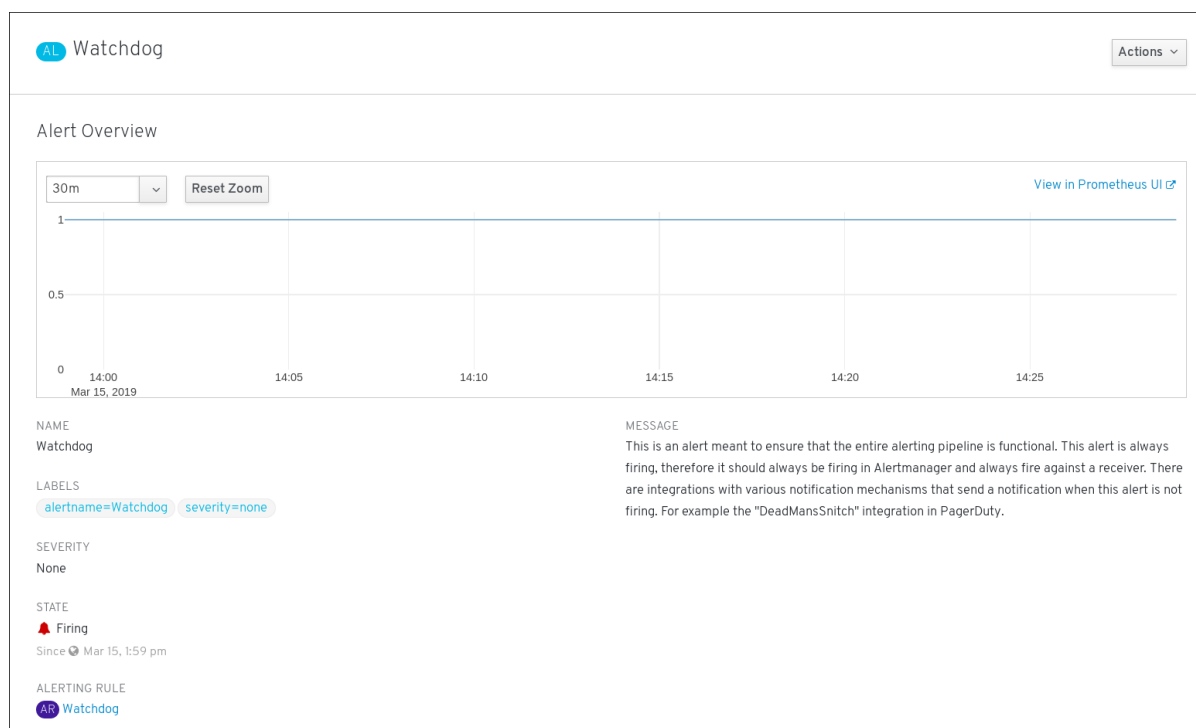 AL Watchdog
Actions
Alert Overview
30m
Reset Zoom
View in Prometheus UI
1
0.5
0
14:00
14:05
14:10
14:15
14:20
14:25
Mar 15, 2019
NAME
Watchdog
LABELS
alertname=Watchdog severity=none
SEVERITY
None
STATE
Firing
Since Mar 15, 1:59 pm
ALERTING RULE
AR Watchdog
MESSAGE
This is an alert meant to ensure that the entire alerting pipeline is functional. This alert is always
firing, therefore it should always be firing in Alertmanager and always fire against a receiver. There
are integrations with various notification mechanisms that send a notification when this alert is not
firing. For example the "DeadMansSnitch" integration in PagerDuty.